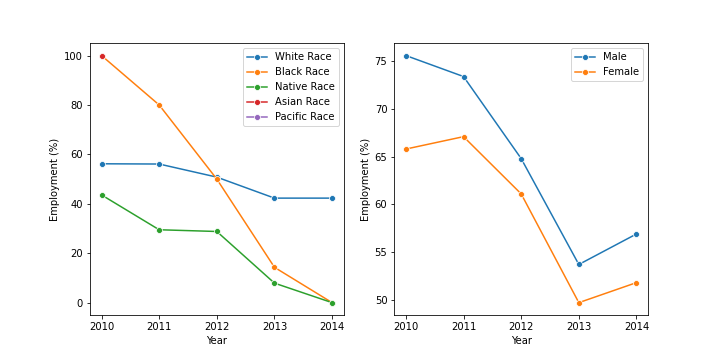 100
80
60
40
20
0
Employment (%)
2010 2011 2012 2013 2014
Year
White Race
Black Race
Native Race
Asian Race
Pacific Race
75
70
65
60
55
50
Employment (%)
2010 2011 2012 2013 2014
Year
Male
Female